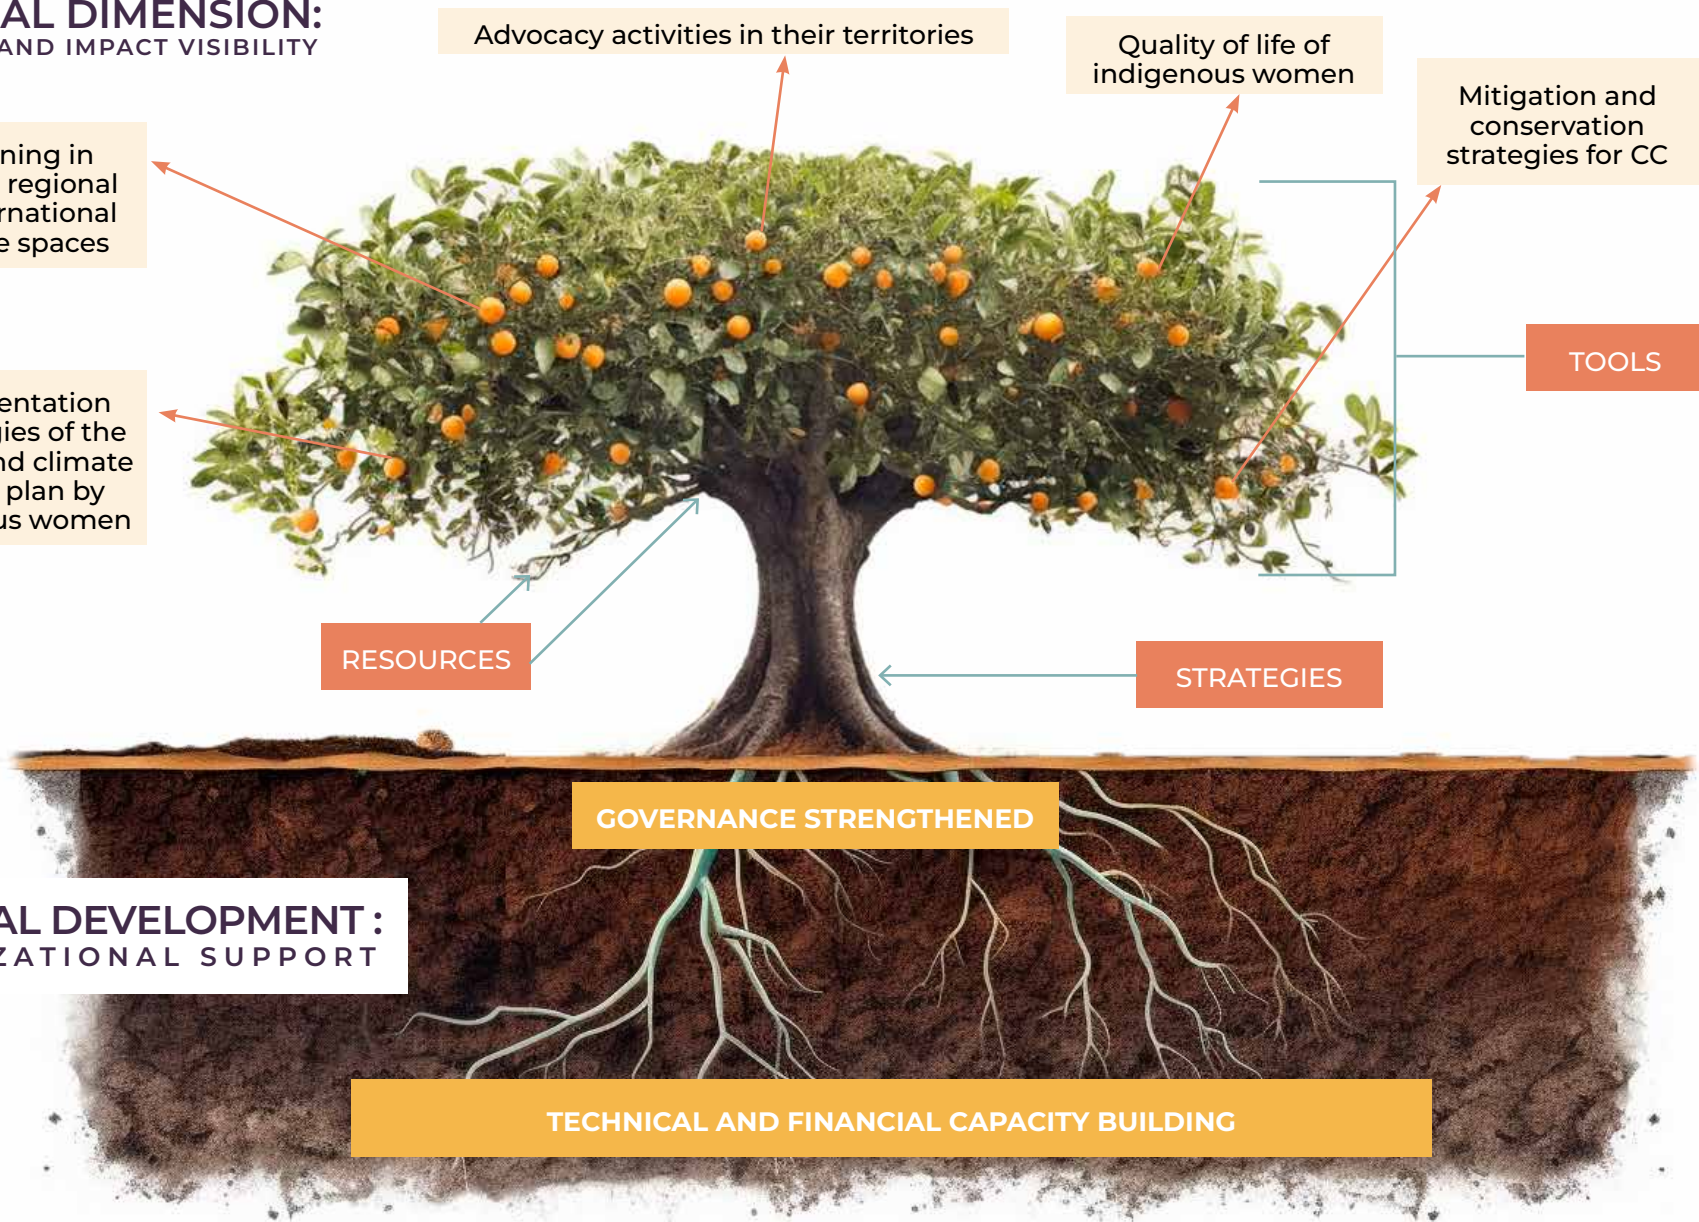 AL DIMENSION:
AND IMPACT VISIBILITY
Advocacy activities in their territories
Quality of life of
indigenous women
Mitigation and
conservation
strategies for CC
ning in
regional
rnational
e spaces
entation
gies of the
nd climate
plan by
us women
TOOLS
RESOURCES
STRATEGIES
GOVERNANCE STRENGTHENED
AL DEVELOPMENT :
ZATIONAL SUPPORT
TECHNICAL AND FINANCIAL CAPACITY BUILDING